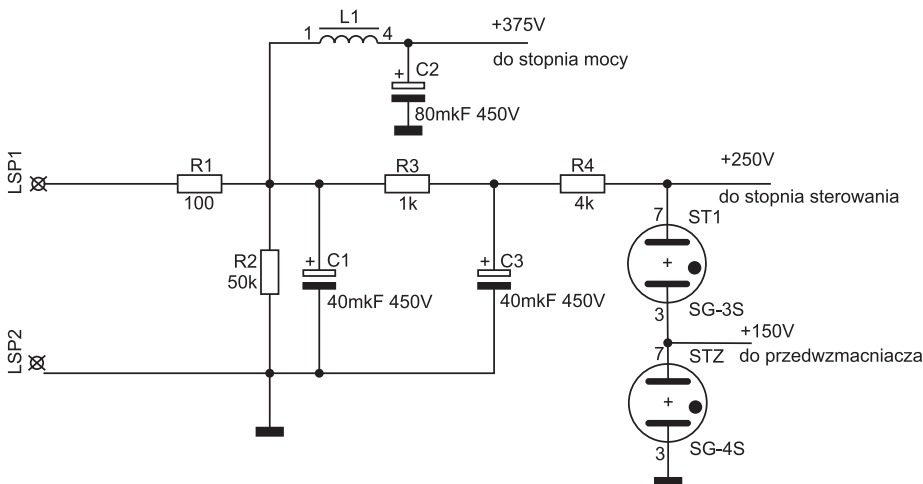 L1
1
4
+375V
do stopnia mocy
+
C2
80mkF 450V
LSP1
R1
100
R3
1k
R4
4k
+250V
do stopnia sterowania
7
ST1
R2
50k
+
C1
40mkF 450V
+
C3
40mkF 450V
+
3
SG-3S
LSP2
+150V
7
STZ
do przedwzmacniacza
+
3
SG-4S